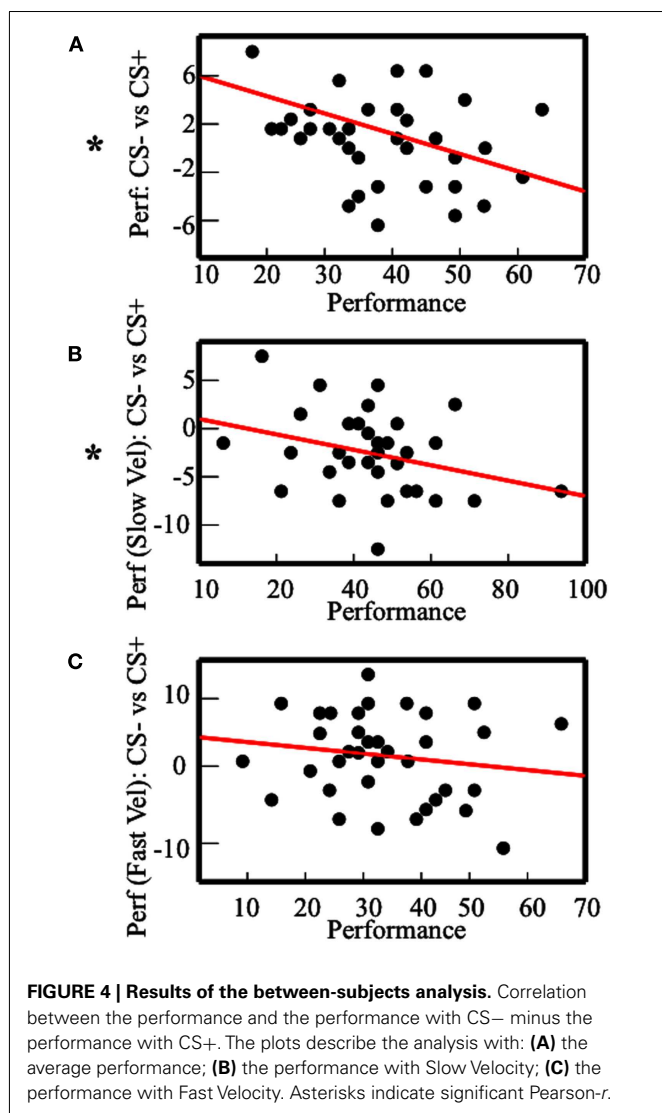 A
Perf: CS- vs CS+
*
6
2
-2
-6
10 20 30 40 50 60 70
Performance
B
Perf (Slow Vel): CS- vs CS+
*
5
0
-5
-10
10 20 40 60 80 100
Performance
C
Perf (Fast Vel): CS- vs CS+
10
0
-10
10 20 30 40 50 60 70
Performance
FIGURE 4 | Results of the between-subjects analysis. Correlation
between the performance and the performance with CS− minus the
performance with CS+. The plots describe the analysis with: (A) the
average performance; (B) the performance with Slow Velocity; (C) the
performance with Fast Velocity. Asterisks indicate significant Pearson-r.